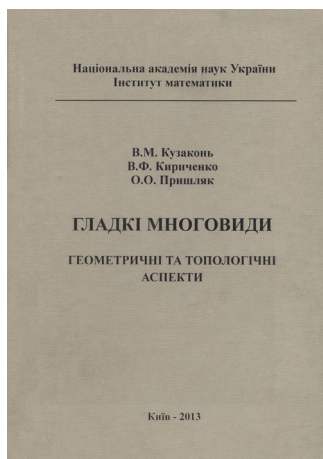 Національна академія наук України
Інститут математики
В.М. Кузаконь
В.Ф. Кириченко
О.О. Пришляк
ГЛАДКІ МНОГОВИДИ
ГЕОМЕТРИЧНІ ТА ТОПОЛОГІЧНІ
АСПЕКТИ
Київ - 2013